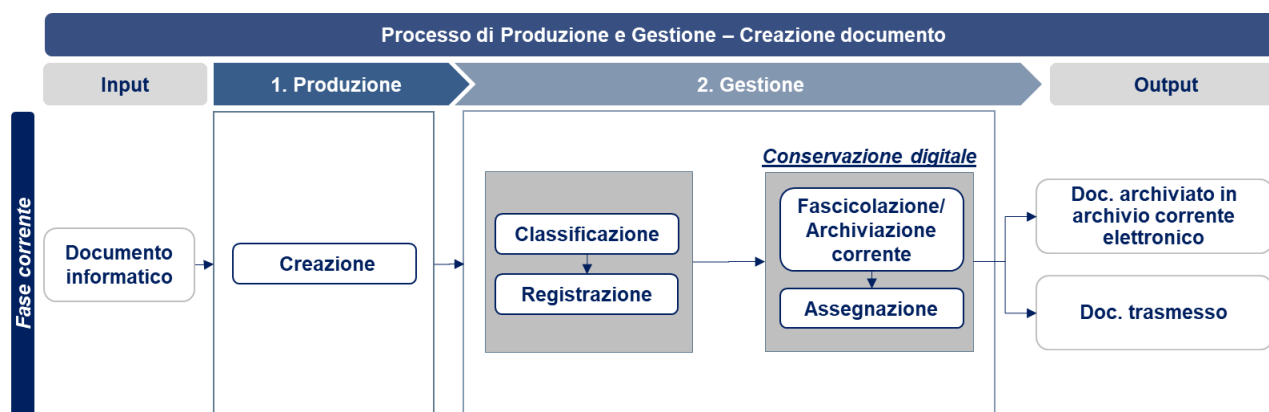 Processo di Produzione e Gestione – Creazione documento
Input
1. Produzione
2. Gestione
Output
Fase corrente
Documento
informatico
Creazione
Classificazione
Registrazione
Conservazione digitale
Fascicolazione/
Archiviazione
corrente
Assegnazione
Doc. archiviato in
archivio corrente
elettronico
Doc. trasmesso